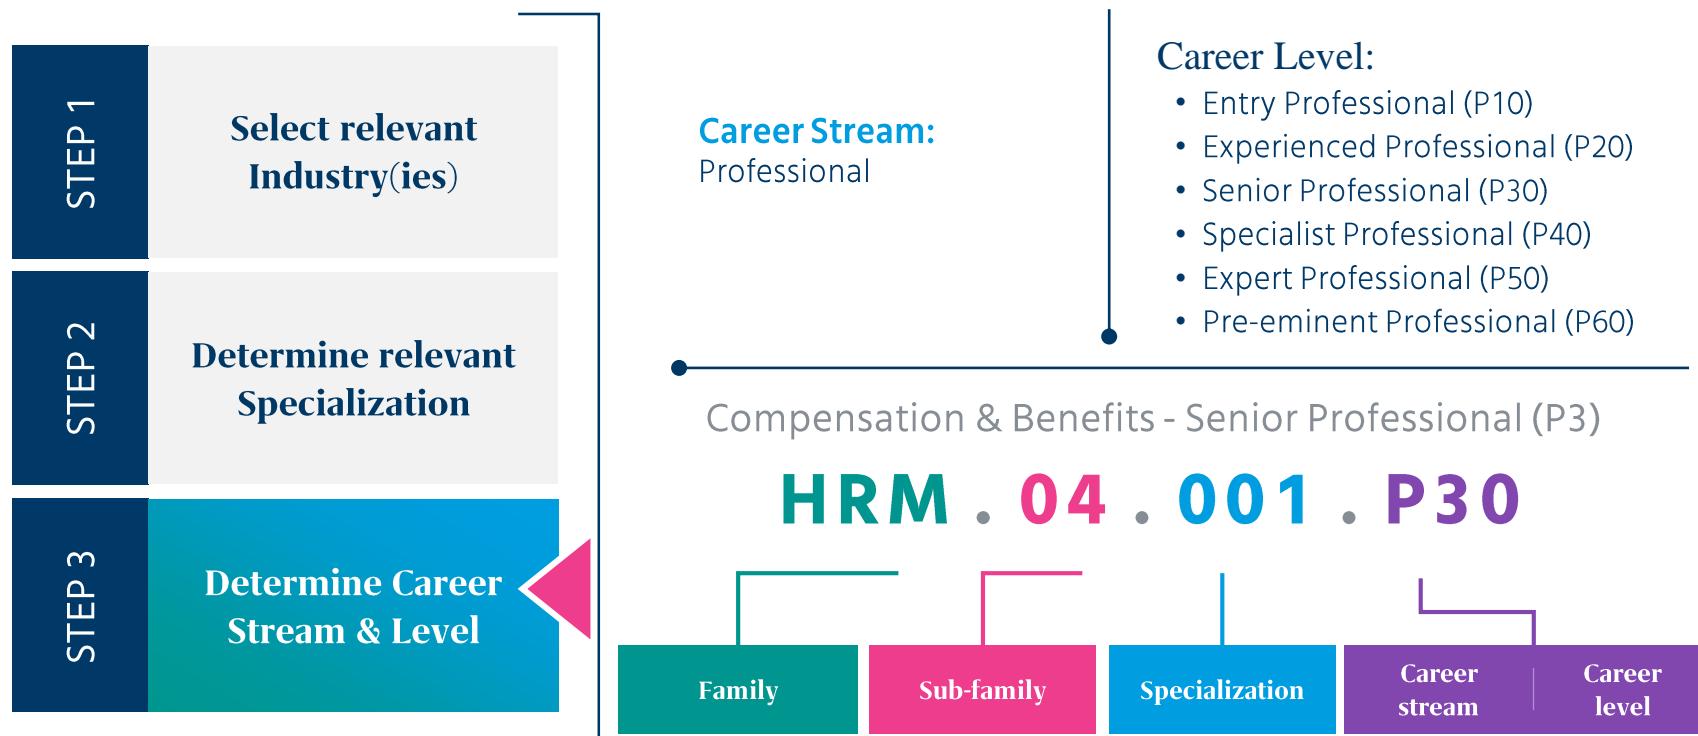 STEP 1
Select relevant
Industry(ies)
STEP 2
Determine relevant
Specialization
STEP 3
Determine Career
Stream & Level
Career Stream:
Professional
Career Level:
• Entry Professional (P10)
• Experienced Professional (P20)
• Senior Professional (P30)
• Specialist Professional (P40)
• Expert Professional (P50)
• Pre-eminent Professional (P60)
Compensation & Benefits - Senior Professional (P3)
HRM . 04 . 001 . P30
Family
Sub-family
Specialization
Career
stream
Career
level